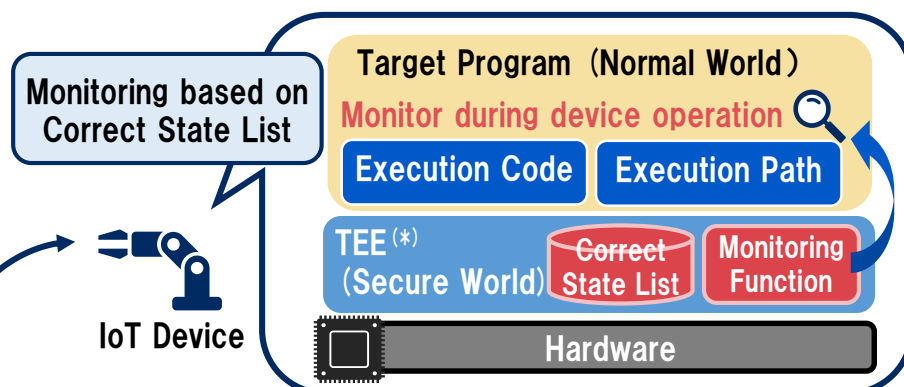 Monitoring based on
Correct State List
Target Program (Normal World)
Monitor during device operation
Execution Code
Execution Path
TEE(*)
(Secure World)
Correct
State List
Monitoring
Function
IoT Device
Hardware